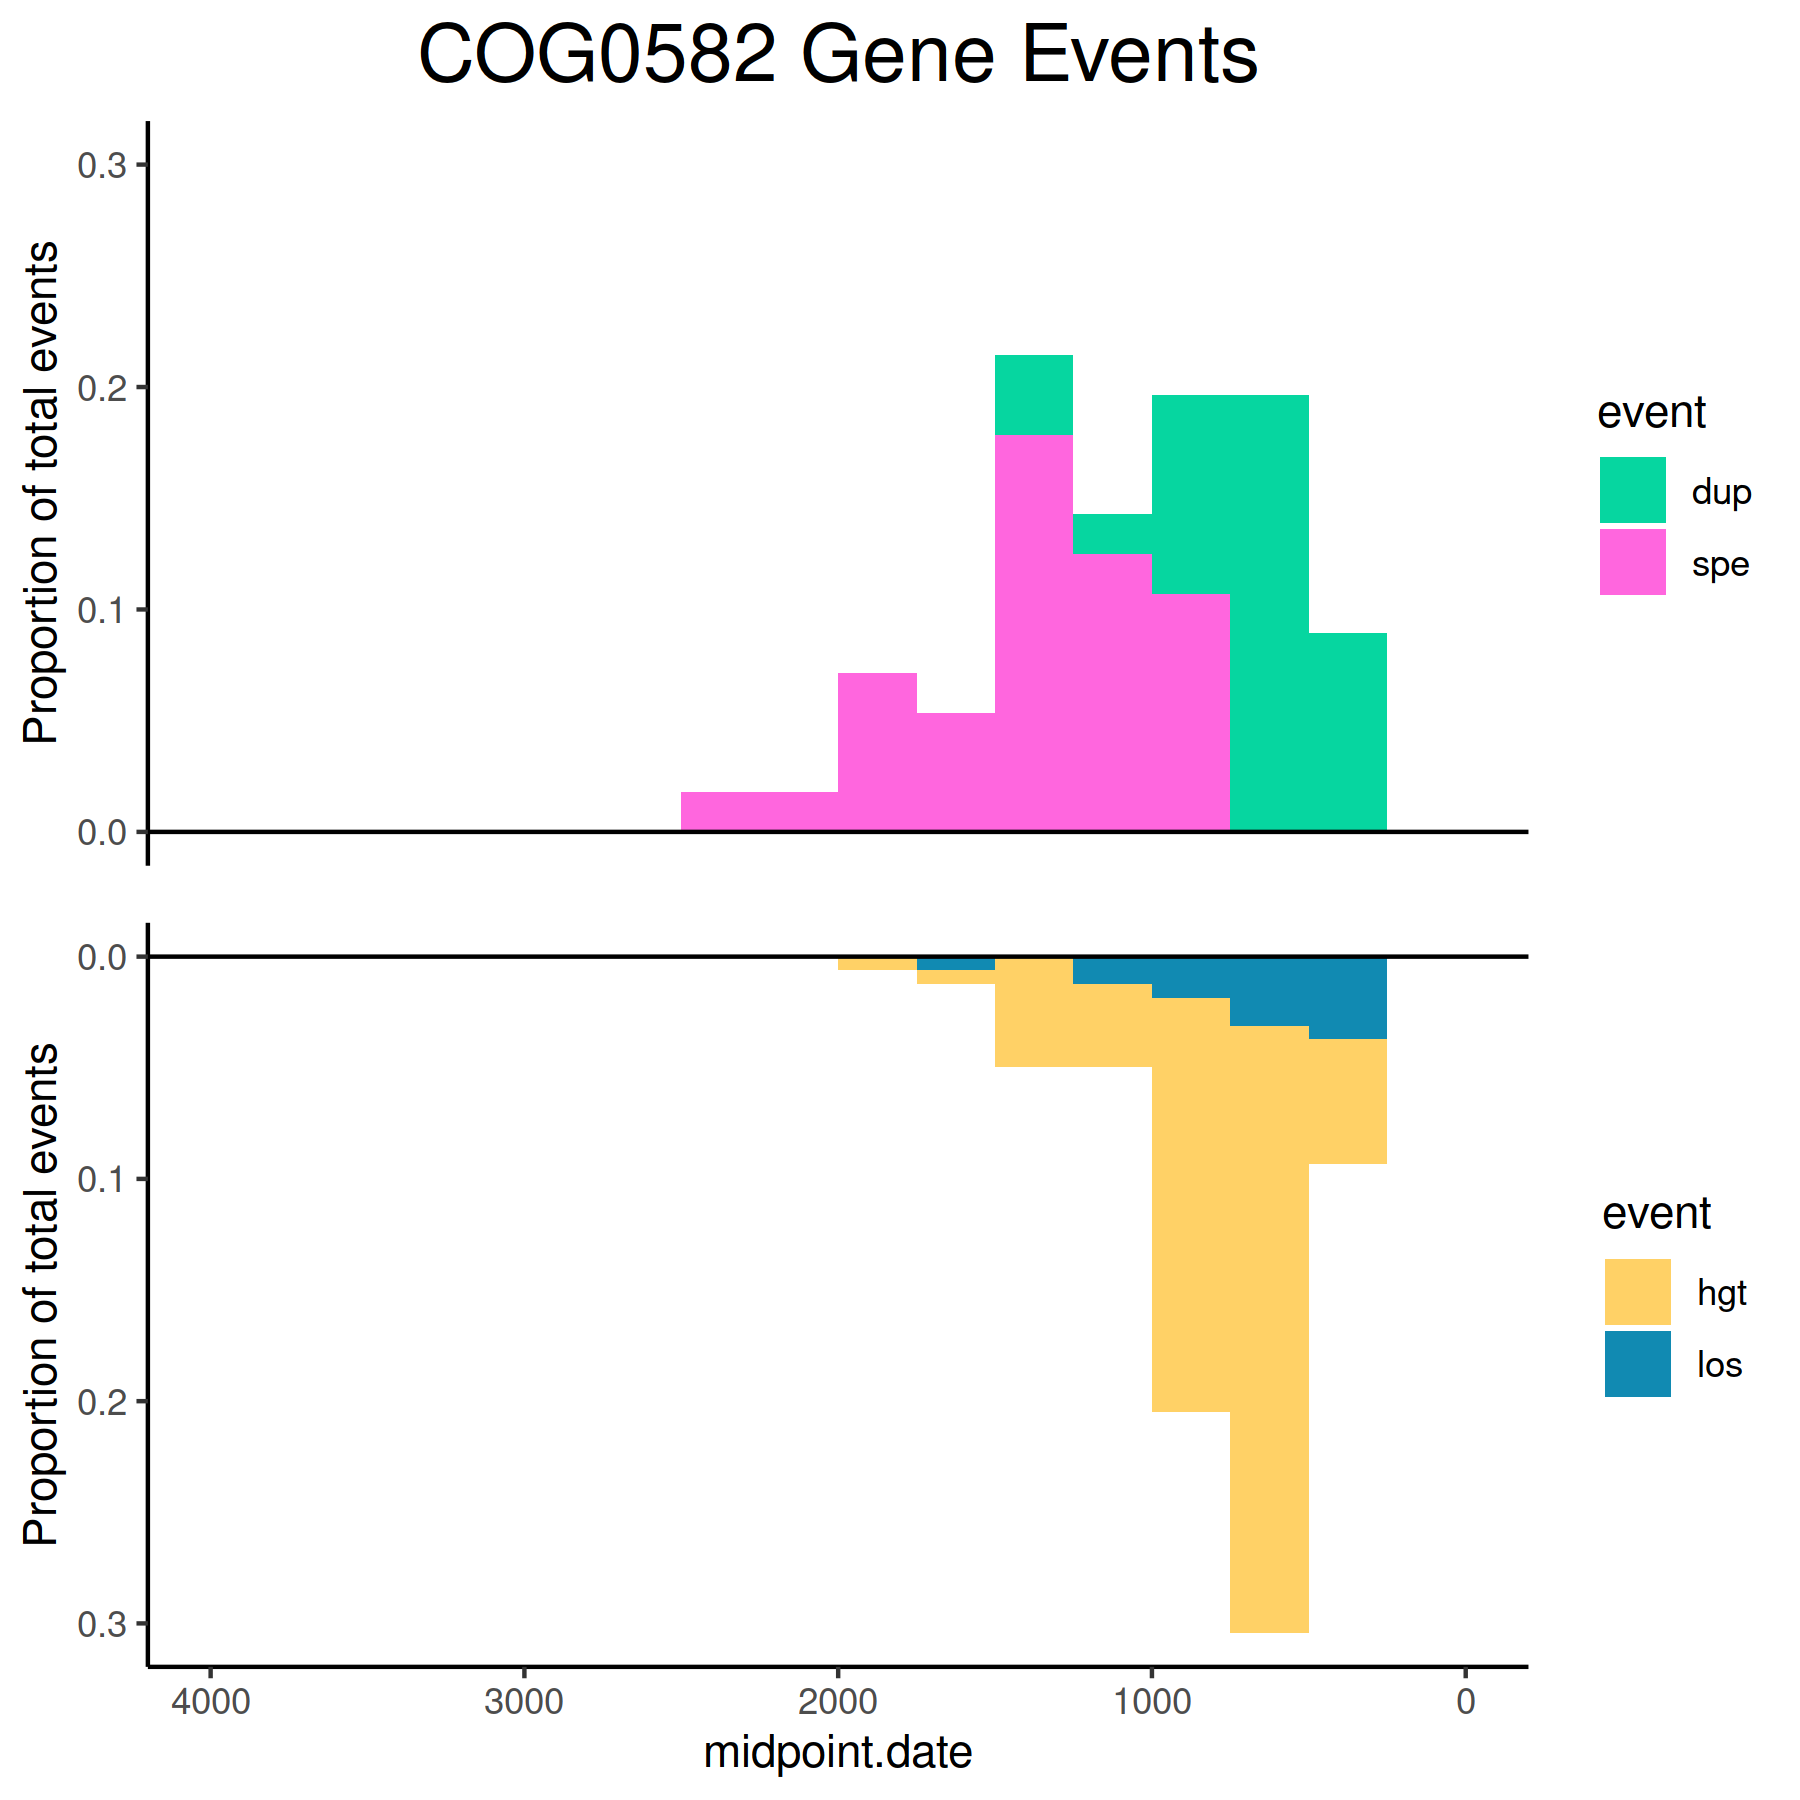 COG0582 Gene Events
0.3
0.2
0.1
0.0
Proportion of total events
event
dup
spe
0.0
0.1
0.2
0.3
Proportion of total events
event
hgt
los
4000 3000 2000 1000 0
midpoint.date